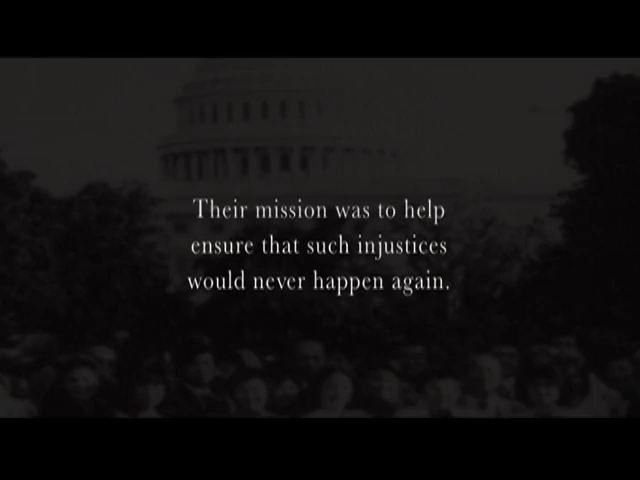 Their mission was to help
ensure that such injustices
would never happen again.